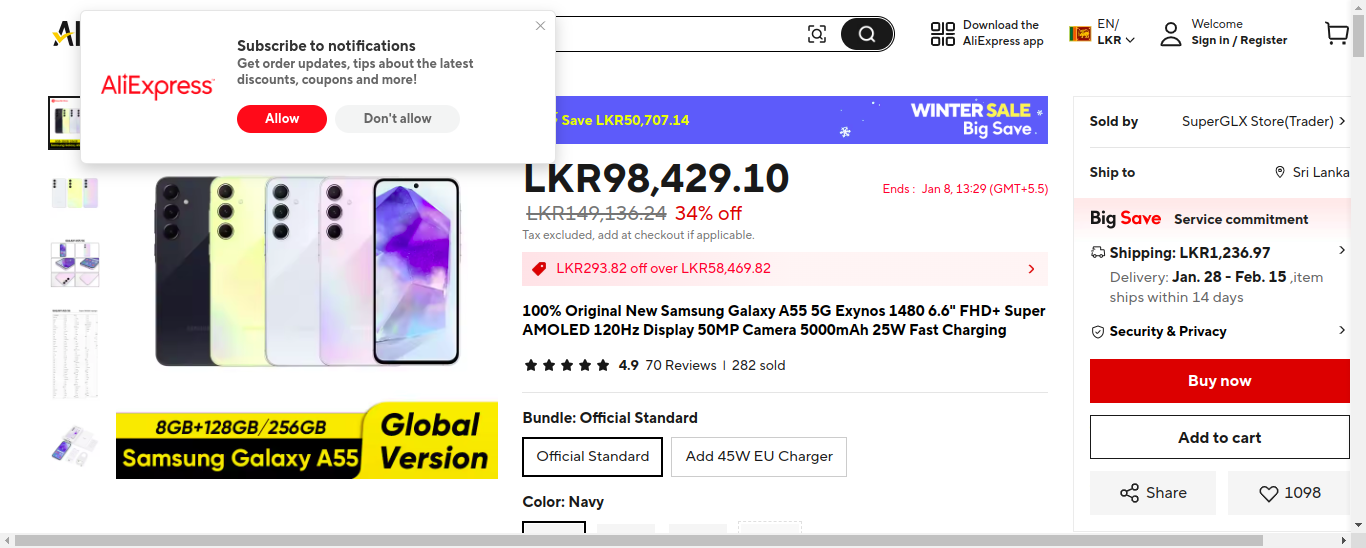 Al
Subscribe to notifications
Get order updates, tips about the latest
discounts, coupons and more!
AliExpress
Allow
Don't allow
Download the
AliExpress app
EN/
LKR
Welcome
Sign in / Register
Save LKR50,707.14
WINTER SALE
Big Save
LKR98,429.10
Ends : Jan 8, 13:29 (GMT+5.5)
LKR149,136.24 34% off
Tax excluded, add at checkout if applicable.
LKR293.82 off over LKR58,469.82
100% Original New Samsung Galaxy A55 5G Exynos 1480 6.6" FHD+ Super
AMOLED 120Hz Display 50MP Camera 5000mAh 25W Fast Charging
4.9 70 Reviews | 282 sold
Bundle: Official Standard
Official Standard
Add 45W EU Charger
Color: Navy
8GB+128GB/256GB
Samsung Galaxy A55
Global
Version
Sold by SuperGLX Store(Trader)
Ship to Sri Lanka
Big Save Service commitment
Shipping: LKR1,236.97
Delivery: Jan. 28 - Feb. 15 ,item
ships within 14 days
Security & Privacy
Buy now
Add to cart
Share
1098